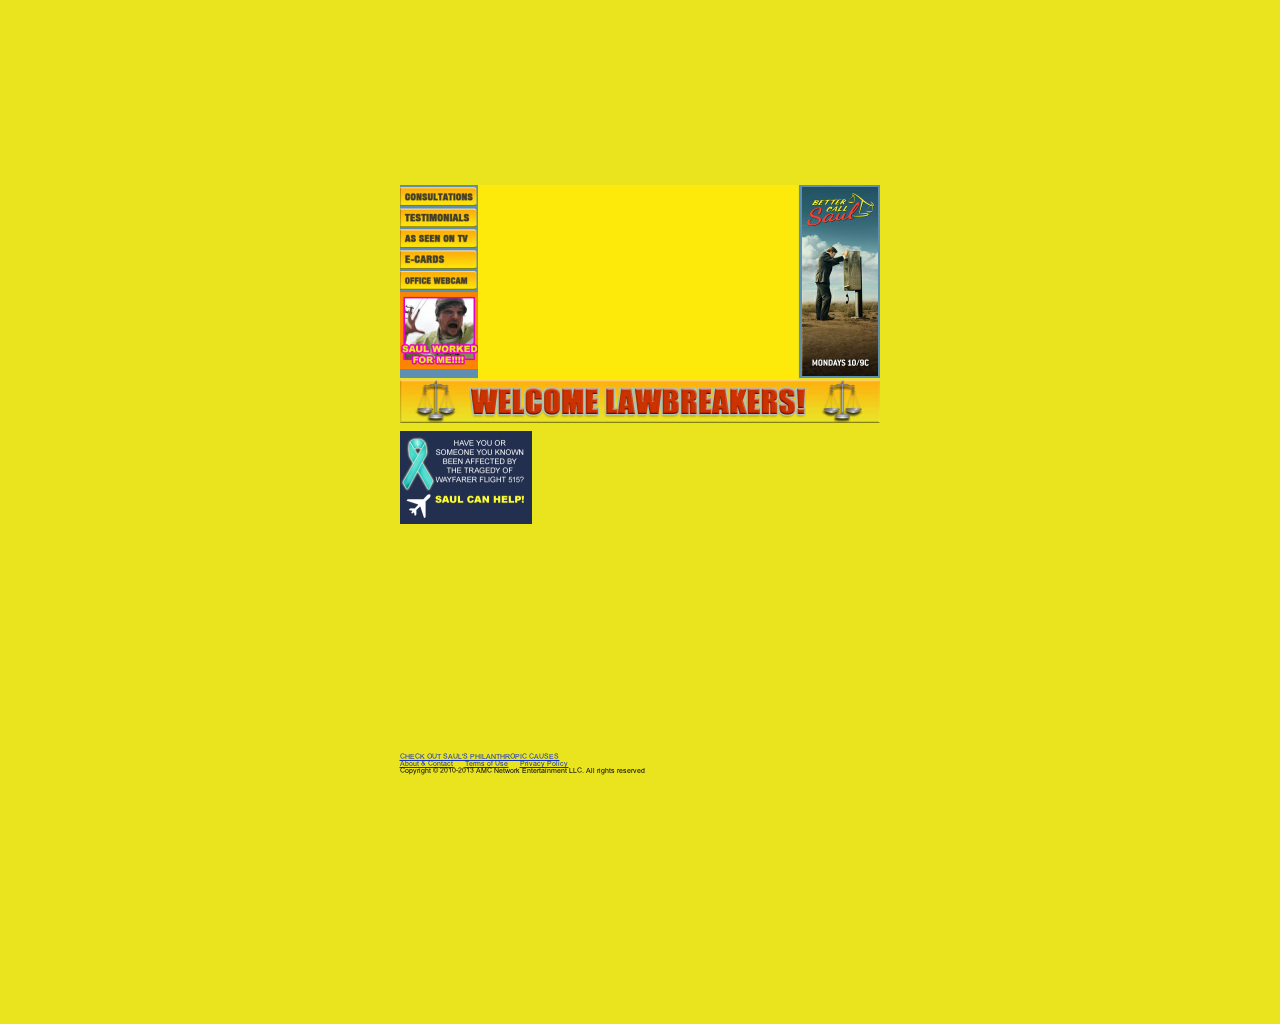 CONSULTATIONS
TESTIMONIALS
AS SEEN ON TV
E-CARDS
OFFICE WEBCAM
SAUL WORKED
FOR ME!!!!
BETTER
CALL
Saul
MONDAYS 10/9C
WELCOME LAWBREAKERS!
HAVE YOU OR
SOMEONE YOU KNOWN
BEEN AFFECTED BY
THE TRAGEDY OF
WAYFARER FLIGHT 515?
SAUL CAN HELP!
CHECK OUT SAUL'S PHILANTHROPIC CAUSES
About & Contact Terms of Use Privacy Policy
Copyright © 2010-2013 AMC Network Entertainment LLC. All rights reserved